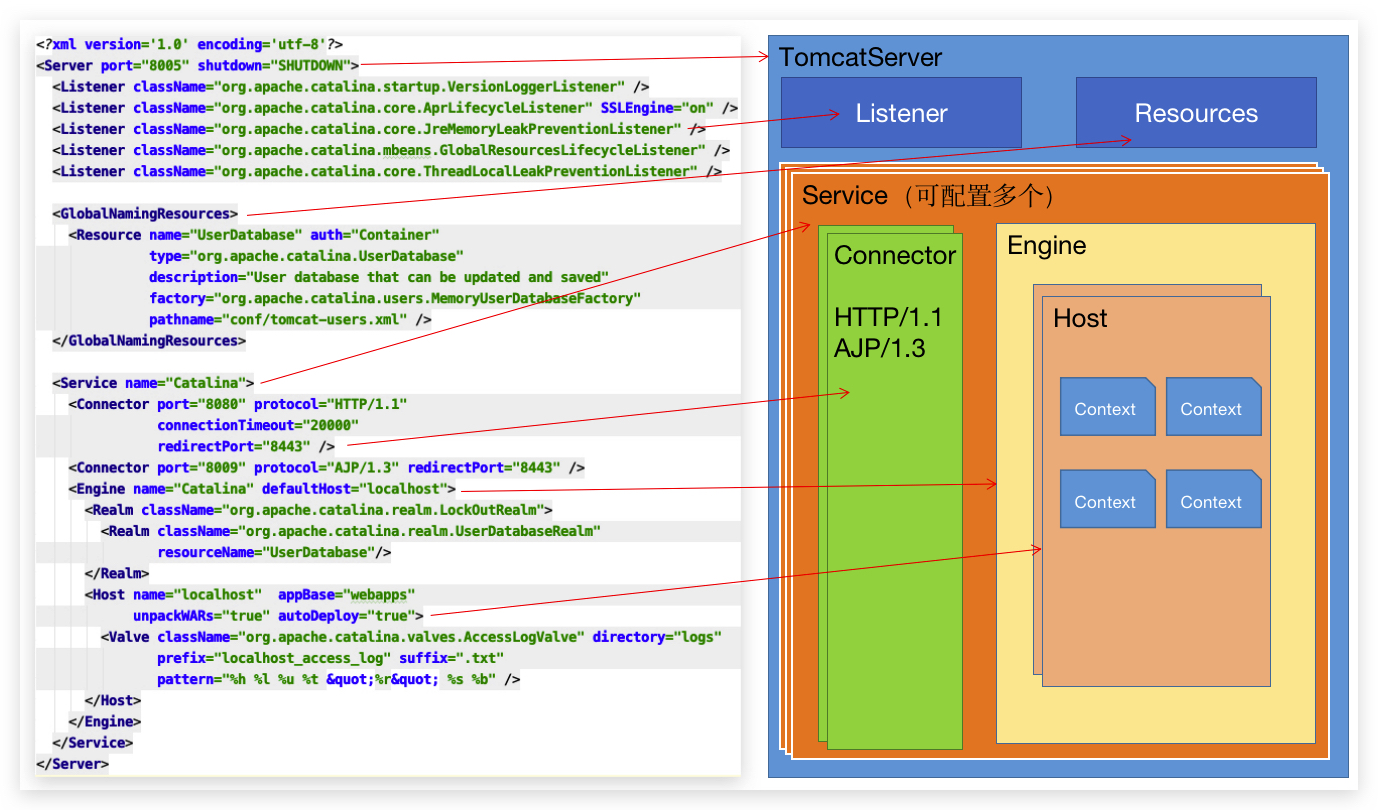 <?xml version='1.0' encoding='utf-8'?>
<Server port="8005" shutdown="SHUTDOWN">
<Listener className="org.apache.catalina.startup.VersionLoggerListener" />
<Listener className="org.apache.catalina.core.AprLifecycleListener" SSLEngine="on" />
<Listener className="org.apache.catalina.core.JreMemoryLeakPreventionListener" />
<Listener className="org.apache.catalina.mbeans.GlobalResourcesLifecycleListener" />
<Listener className="org.apache.catalina.core.ThreadLocalLeakPreventionListener" />
<GlobalNamingResources>
<Resource name="UserDatabase" auth="Container"
type="org.apache.catalina.UserDatabase"
description="User database that can be updated and saved"
factory="org.apache.catalina.users.MemoryUserDatabaseFactory"
pathname="conf/tomcat-users.xml" />
</GlobalNamingResources>
<Service name="Catalina">
<Connector port="8080" protocol="HTTP/1.1"
connectionTimeout="20000"
redirectPort="8443" />
<Connector port="8009" protocol="AJP/1.3" redirectPort="8443" />
<Engine name="Catalina" defaultHost="localhost">
<Realm className="org.apache.catalina.realm.LockOutRealm">
<Realm className="org.apache.catalina.realm.UserDatabaseRealm"
resourceName="UserDatabase"/>
</Realm>
<Host name="localhost"  appBase="webapps"
unpackWARs="true" autoDeploy="true">
<Valve className="org.apache.catalina.valves.AccessLogValve" directory="logs"
prefix="localhost_access_log" suffix=".txt"
pattern="%h %l %u %t &quot;%r&quot; %s %b" />
</Host>
</Engine>
</Service>
</Server>
TomcatServer
Listener
Resources
Service（可配置多个）
Connector
HTTP/1.1
AJP/1.3
Engine
Host
Context
Context
Context
Context